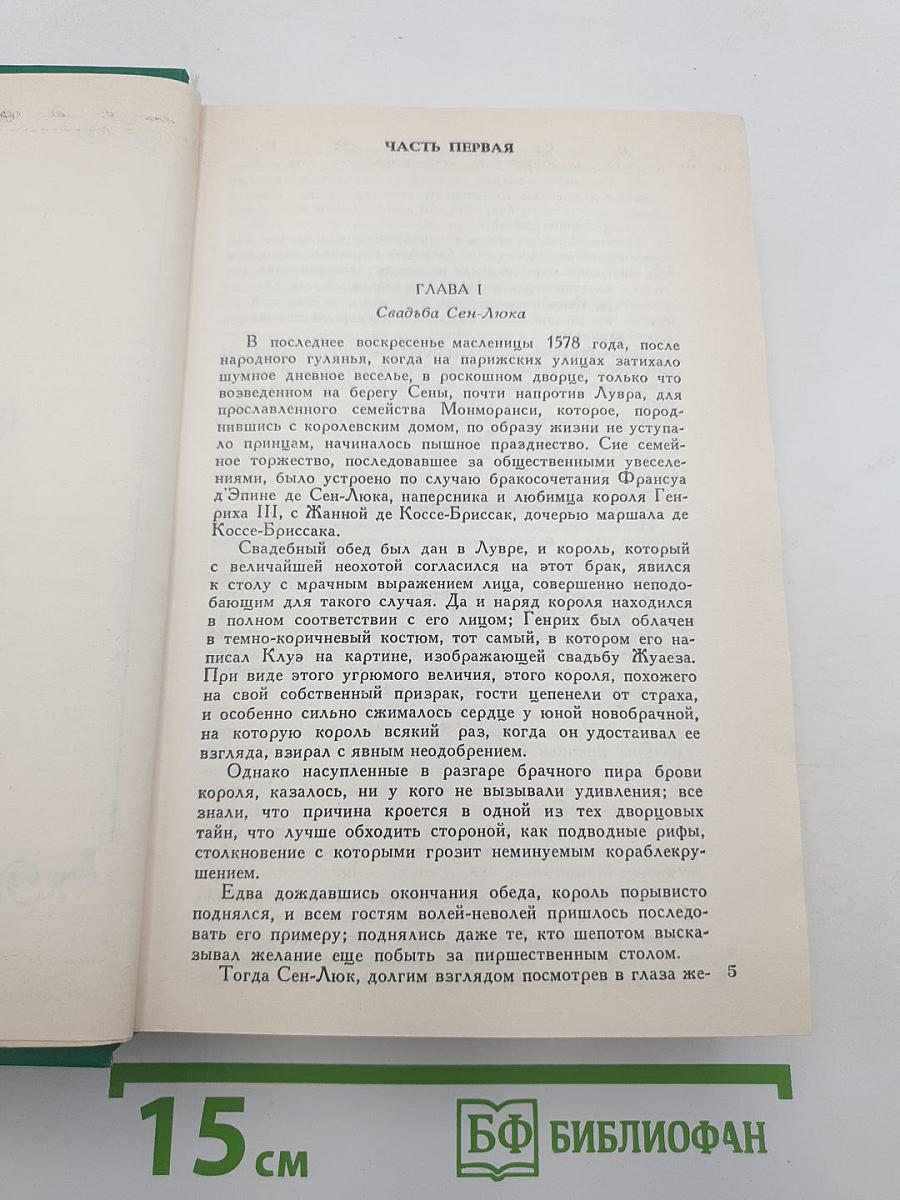 ЧАСТЬ ПЕРВАЯ
ГЛАВА I
Свадьба Сен-Люка
В последнее воскресенье масленицы 1578 года, после
народного гулянья, когда на парижских улицах затихало
шумное дневное веселье, в роскошном дворце, только что
возведенном на берегу Сены, почти напротив Лувра, для
прославленного семейства Монморанси, которое, пород-
нившись с королевским домом, по образу жизни не уступа-
ло принцам, начиналось пышное празднество. Сие семей-
ное торжество, последовавшее за общественными увеселе-
ниями, было устроено по случаю бракосочетания Франсуа
д'Эпине де Сен-Люка, наперсника и любимца короля Ген-
риха III, с Жанной де Коссе-Бриссак, дочерью маршала де
Коссе-Бриссака.
Свадебный обед был дан в Лувре, и король, который
с величайшей неохотой согласился на этот брак, явился
к столу с мрачным выражением лица, совершенно неподо-
бающим для такого случая. Да и наряд короля находился
в полном соответствии с его лицом; Генрих был облачен
в темно-коричневый костюм, тот самый, в котором его на-
писал Клуэ на картине, изображающей свадьбу Жуаеза.
При виде этого угрюмого величия, этого короля, похожего
на свой собственный призрак, гости цепенели от страха,
и особенно сильно сжималось сердце у юной новобрачной,
на которую король всякий раз, когда он удостаивал ее
взгляда, взирал с явным неодобрением.
Однако насупленные в разгаре брачного пира брови
короля, казалось, ни у кого не вызывали удивления; все
знали, что причина кроется в одной из тех дворцовых
тайн, что лучше обходить стороной, как подводные рифы,
столкновение с которыми грозит неминуемым кораблекру-
шением.
Едва дождавшись окончания обеда, король порывисто
поднялся, и всем гостям волей-неволей пришлось последо-
вать его примеру; поднялись даже те, кто шепотом выска-
зывал желание еще побыть за пиршественным столом.
Тогда Сен-Люк, долгим взглядом посмотрев в глаза же- 5
15 см
БФ БИБЛИОФАН